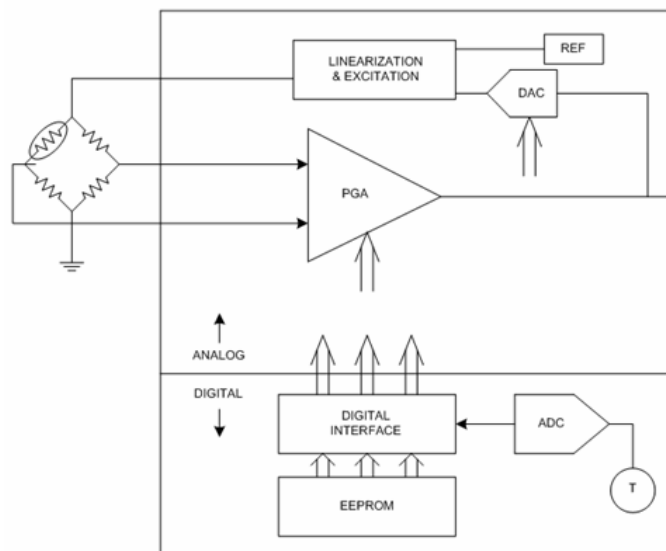 LINEARIZATION
& EXCITATION
REF
DAC
PGA
ANALOG
DIGITAL
DIGITAL
INTERFACE
ADC
T
EEPROM